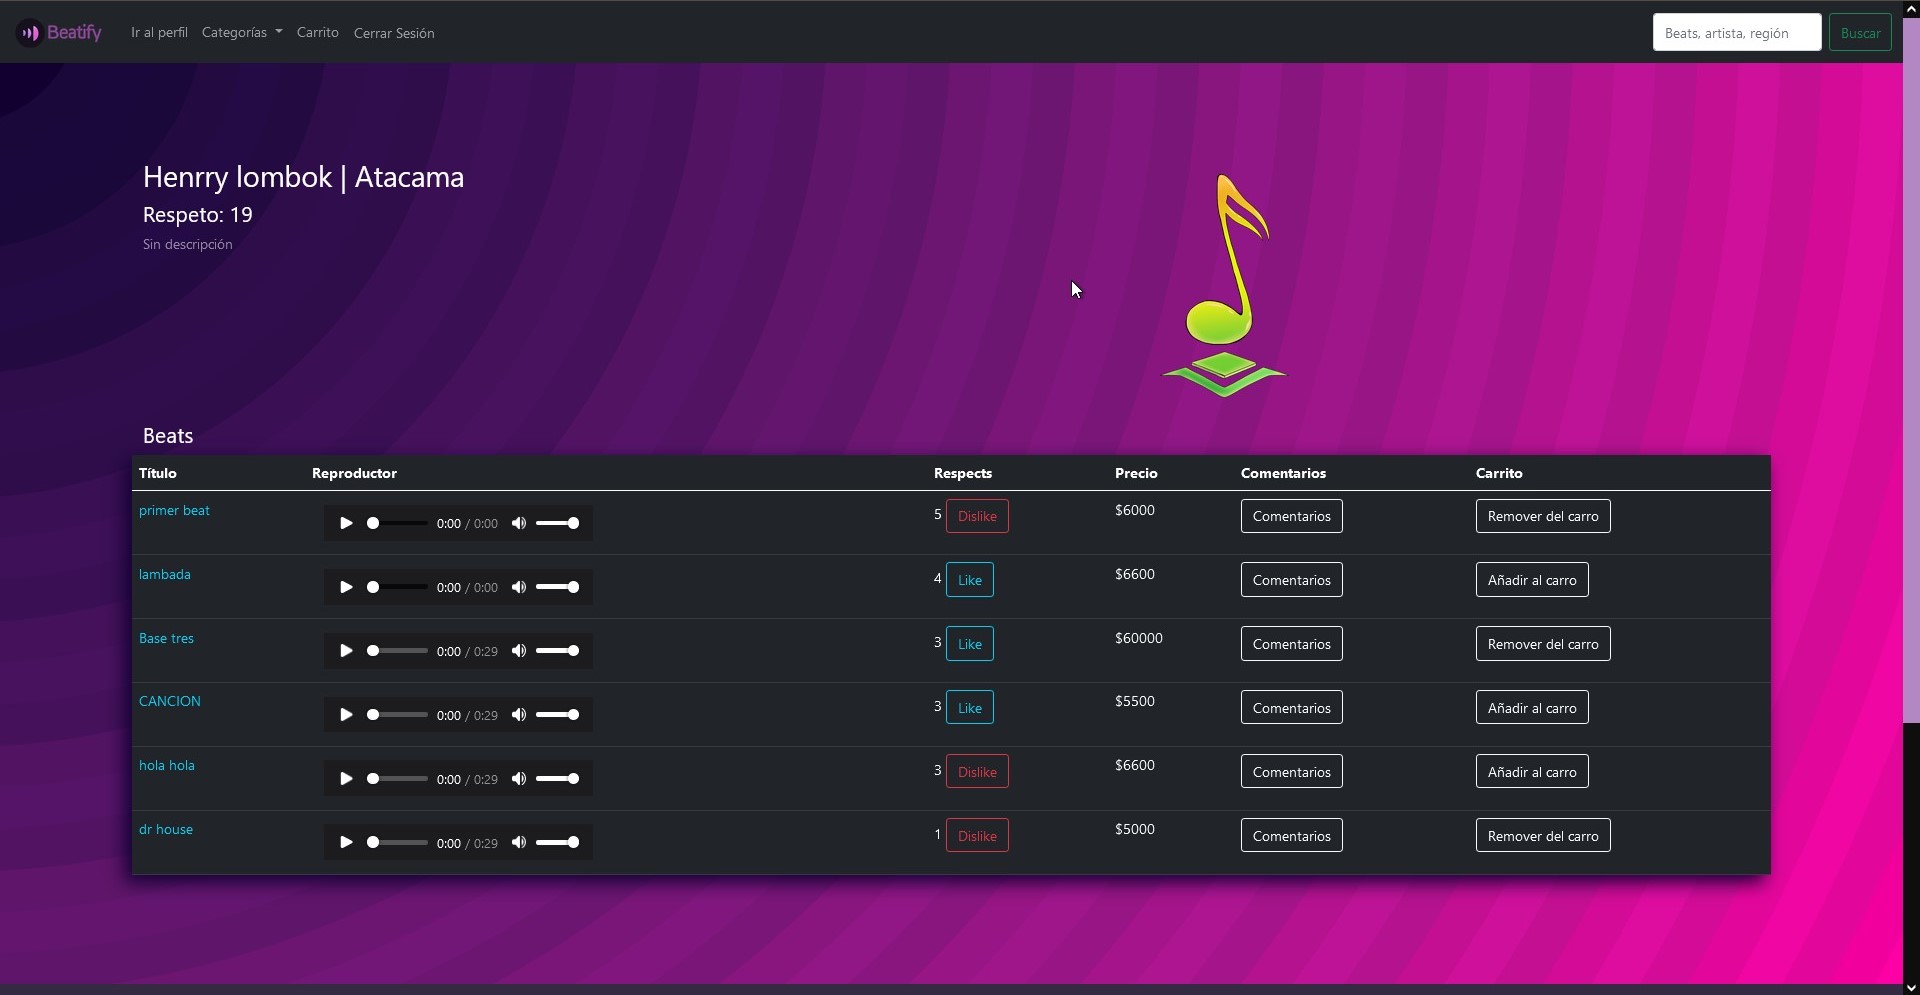 Beatify Ir al perfil Categorías Carrito Cerrar Sesión Beats, artista, región Buscar
Henrry lombok | Atacama
Respeto: 19
Sin descripción
Beats
Título Reproductor Respects Precio Comentarios Carrito
primer beat 0:00 / 0:00 5 Dislike $6000 Comentarios Remover del carro
lambada 0:00 / 0:00 4 Like $6600 Comentarios Añadir al carro
Base tres 0:00 / 0:29 3 Like $60000 Comentarios Remover del carro
CANCION 0:00 / 0:29 3 Like $5500 Comentarios Añadir al carro
hola hola 0:00 / 0:29 3 Dislike $6600 Comentarios Añadir al carro
dr house 0:00 / 0:29 1 Dislike $5000 Comentarios Remover del carro